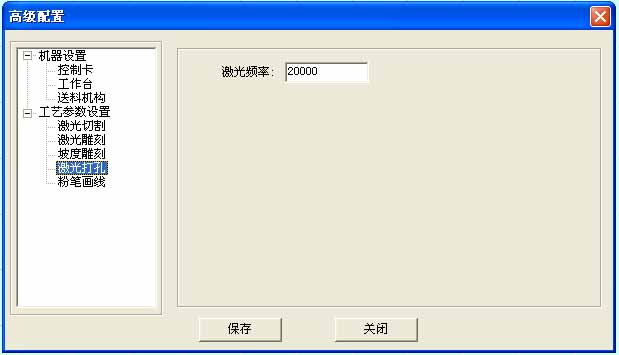 高级配置
机器设置
控制卡
工作台
送料机构
工艺参数设置
激光切割
激光雕刻
坡度雕刻
激光打孔
粉笔画线
激光频率: 20000
保存 关闭